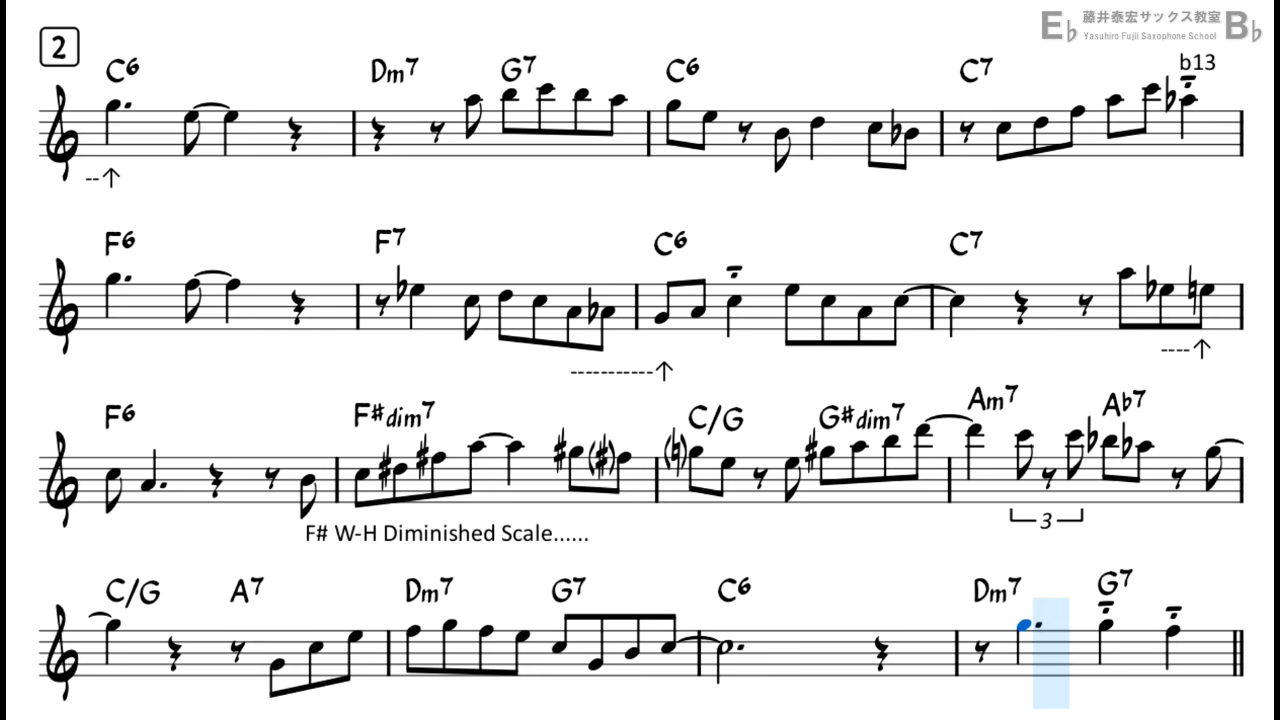 E♭ 藤井泰宏サックス教室 B♭
Yasuhiro Fujii Saxophone School
2
C6 Dm7 G7 C6 C7 b13
--↑
F6 F7 C6 C7
-----------↑ ----↑
F6 F#dim7 C/G G#dim7 Am7 Ab7
3
F# W-H Diminished Scale......
C/G A7 Dm7 G7 C6 Dm7 G7